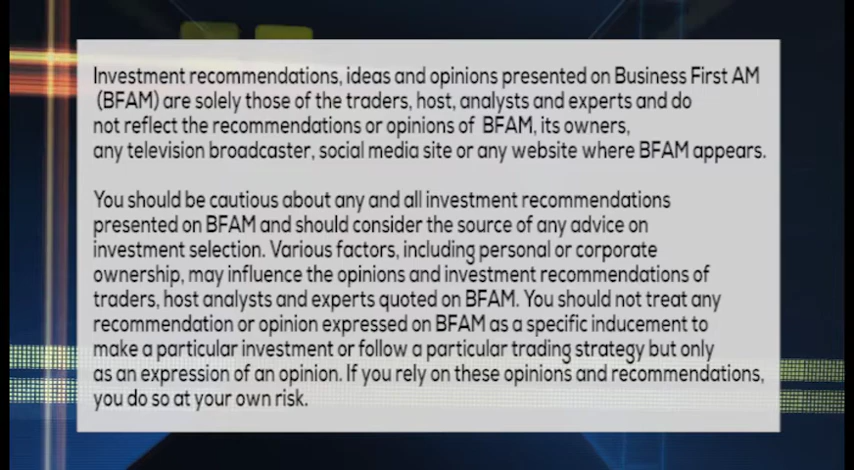 Investment recommendations, ideas and opinions presented on Business First AM
(BFAM) are solely those of the traders, host, analysts and experts and do
not reflect the recommendations or opinions of BFAM, its owners,
any television broadcaster, social media site or any website where BFAM appears.
You should be cautious about any and all investment recommendations
presented on BFAM and should consider the source of any advice on
investment selection. Various factors, including personal or corporate
ownership, may influence the opinions and investment recommendations of
traders, host analysts and experts quoted on BFAM. You should not treat any
recommendation or opinion expressed on BFAM as a specific inducement to
make a particular investment or follow a particular trading strategy but only
as an expression of an opinion. If you rely on these opinions and recommendations,
you do so at your own risk.